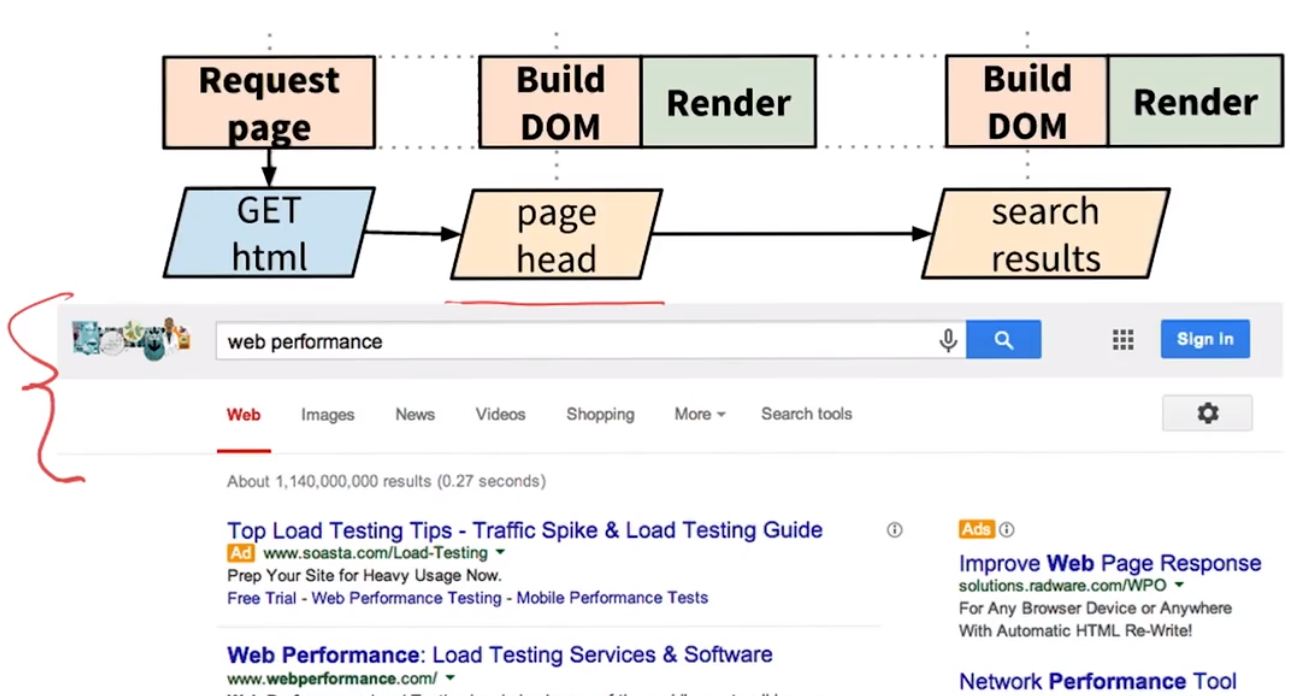 Request
page
Build
DOM
Render
Build
DOM
Render
GET
html
page
head
search
results
web performance
Sign in
Web Images News Videos Shopping More Search tools
About 1,140,000,000 results (0.27 seconds)
Top Load Testing Tips - Traffic Spike & Load Testing Guide
Ad www.soasta.com/Load-Testing
Prep Your Site for Heavy Usage Now.
Free Trial - Web Performance Testing - Mobile Performance Tests
Web Performance: Load Testing Services & Software
www.webperformance.com/
Ads
Improve Web Page Response
solutions.radware.com/WPO
For Any Browser Device or Anywhere
With Automatic HTML Re-Write!
Network Performance Tool